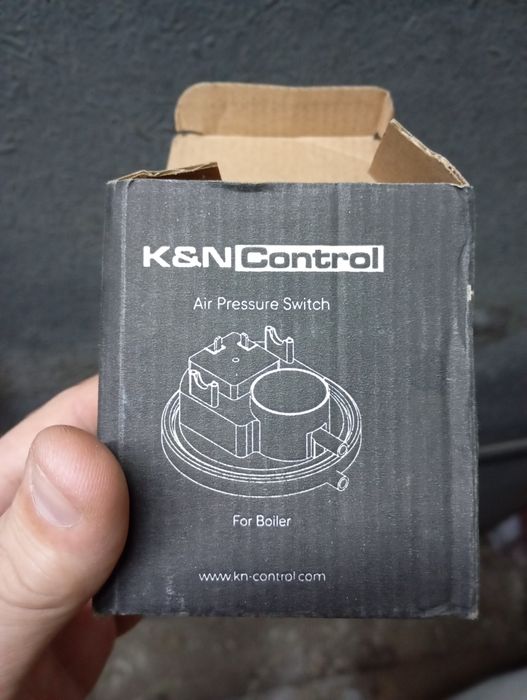 K&N Control
Air Pressure Switch
For Boiler
www.kn-control.com